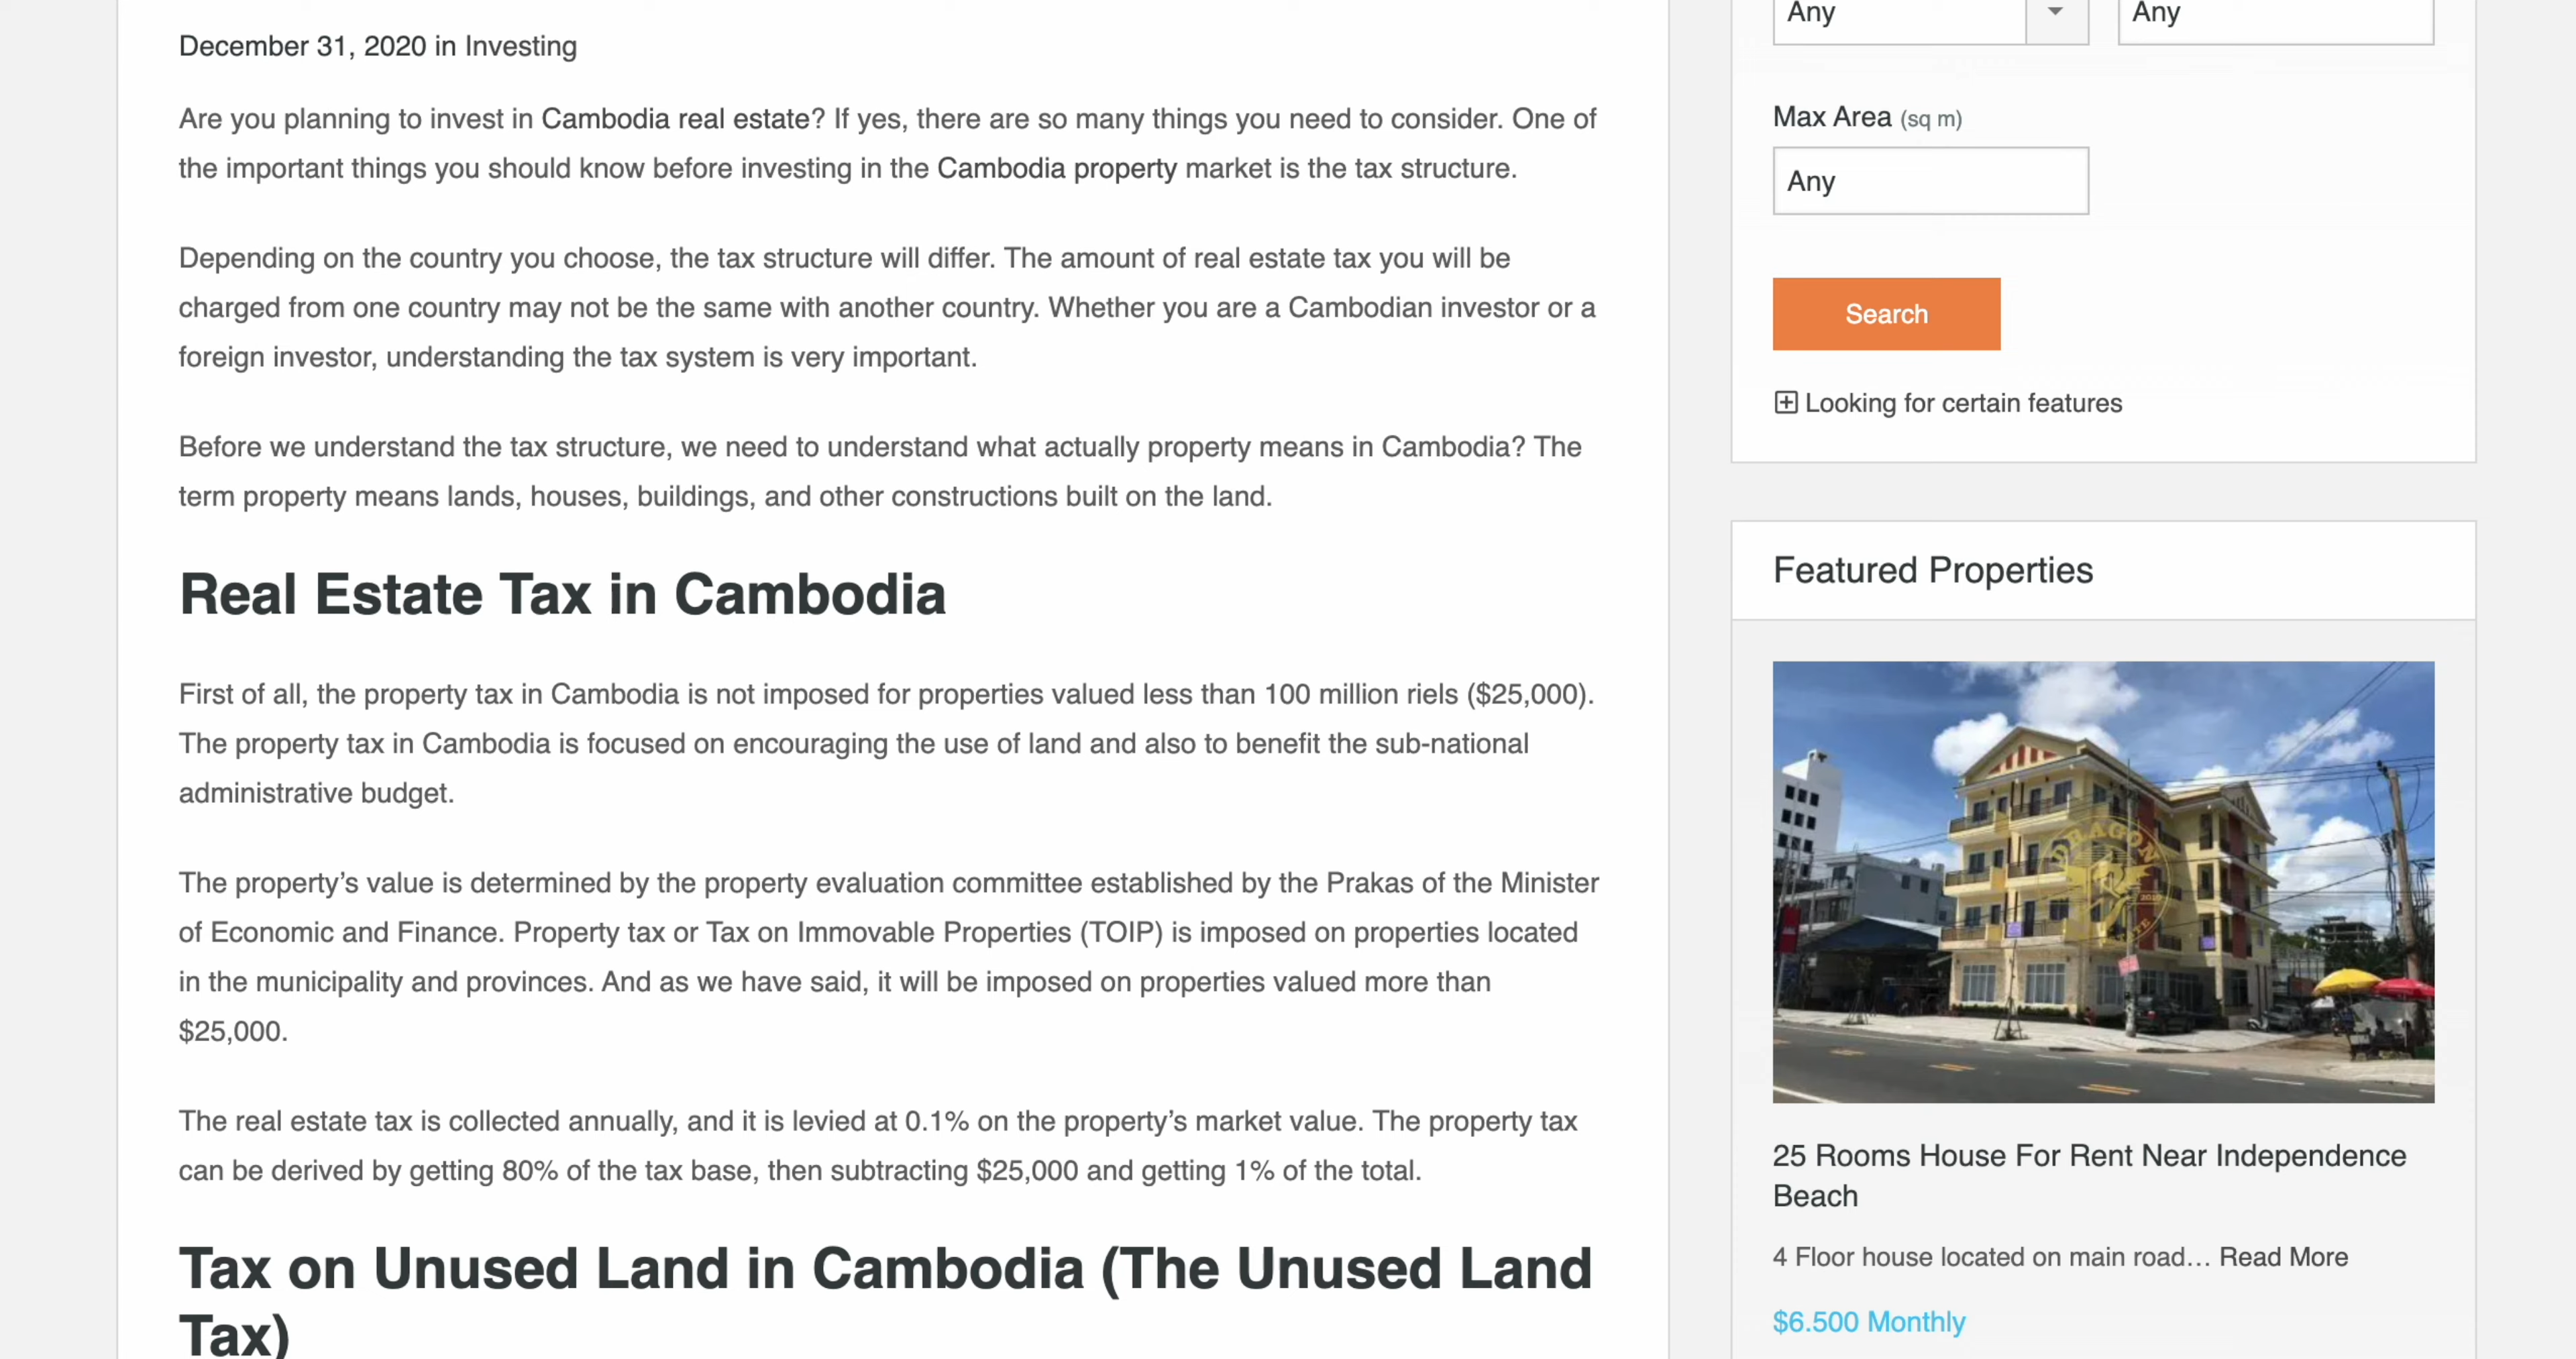 December 31, 2020 in Investing
Are you planning to invest in Cambodia real estate? If yes, there are so many things you need to consider. One of
the important things you should know before investing in the Cambodia property market is the tax structure.
Depending on the country you choose, the tax structure will differ. The amount of real estate tax you will be
charged from one country may not be the same with another country. Whether you are a Cambodian investor or a
foreign investor, understanding the tax system is very important.
Before we understand the tax structure, we need to understand what actually property means in Cambodia? The
term property means lands, houses, buildings, and other constructions built on the land.
Real Estate Tax in Cambodia
First of all, the property tax in Cambodia is not imposed for properties valued less than 100 million riels ($25,000).
The property tax in Cambodia is focused on encouraging the use of land and also to benefit the sub-national
administrative budget.
The property’s value is determined by the property evaluation committee established by the Prakas of the Minister
of Economic and Finance. Property tax or Tax on Immovable Properties (TOIP) is imposed on properties located
in the municipality and provinces. And as we have said, it will be imposed on properties valued more than
$25,000.
The real estate tax is collected annually, and it is levied at 0.1% on the property’s market value. The property tax
can be derived by getting 80% of the tax base, then subtracting $25,000 and getting 1% of the total.
Tax on Unused Land in Cambodia (The Unused Land
Tax)
Any
Any
Max Area (sq m)
Any
Search
Looking for certain features
Featured Properties
DRAGON
25 Rooms House For Rent Near Independence
Beach
4 Floor house located on main road… Read More
$6.500 Monthly